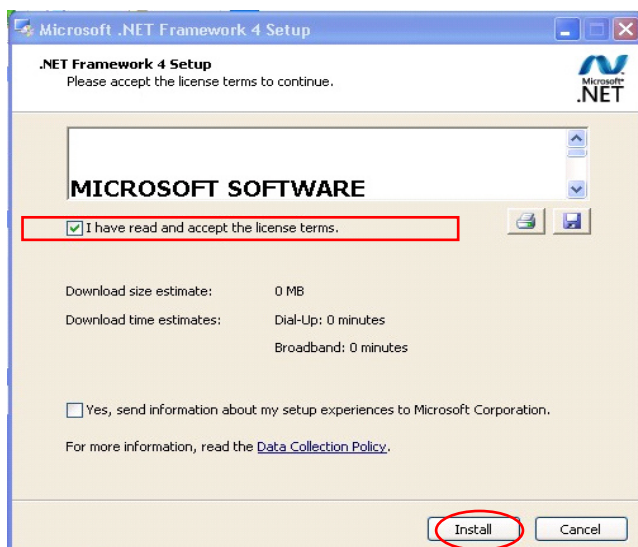 Microsoft .NET Framework 4 Setup
.NET Framework 4 Setup
Please accept the license terms to continue.
Microsoft
.NET
MICROSOFT SOFTWARE
I have read and accept the license terms.
Download size estimate: 0 MB
Download time estimates: Dial-Up: 0 minutes
Broadband: 0 minutes
Yes, send information about my setup experiences to Microsoft Corporation.
For more information, read the Data Collection Policy.
Install Cancel